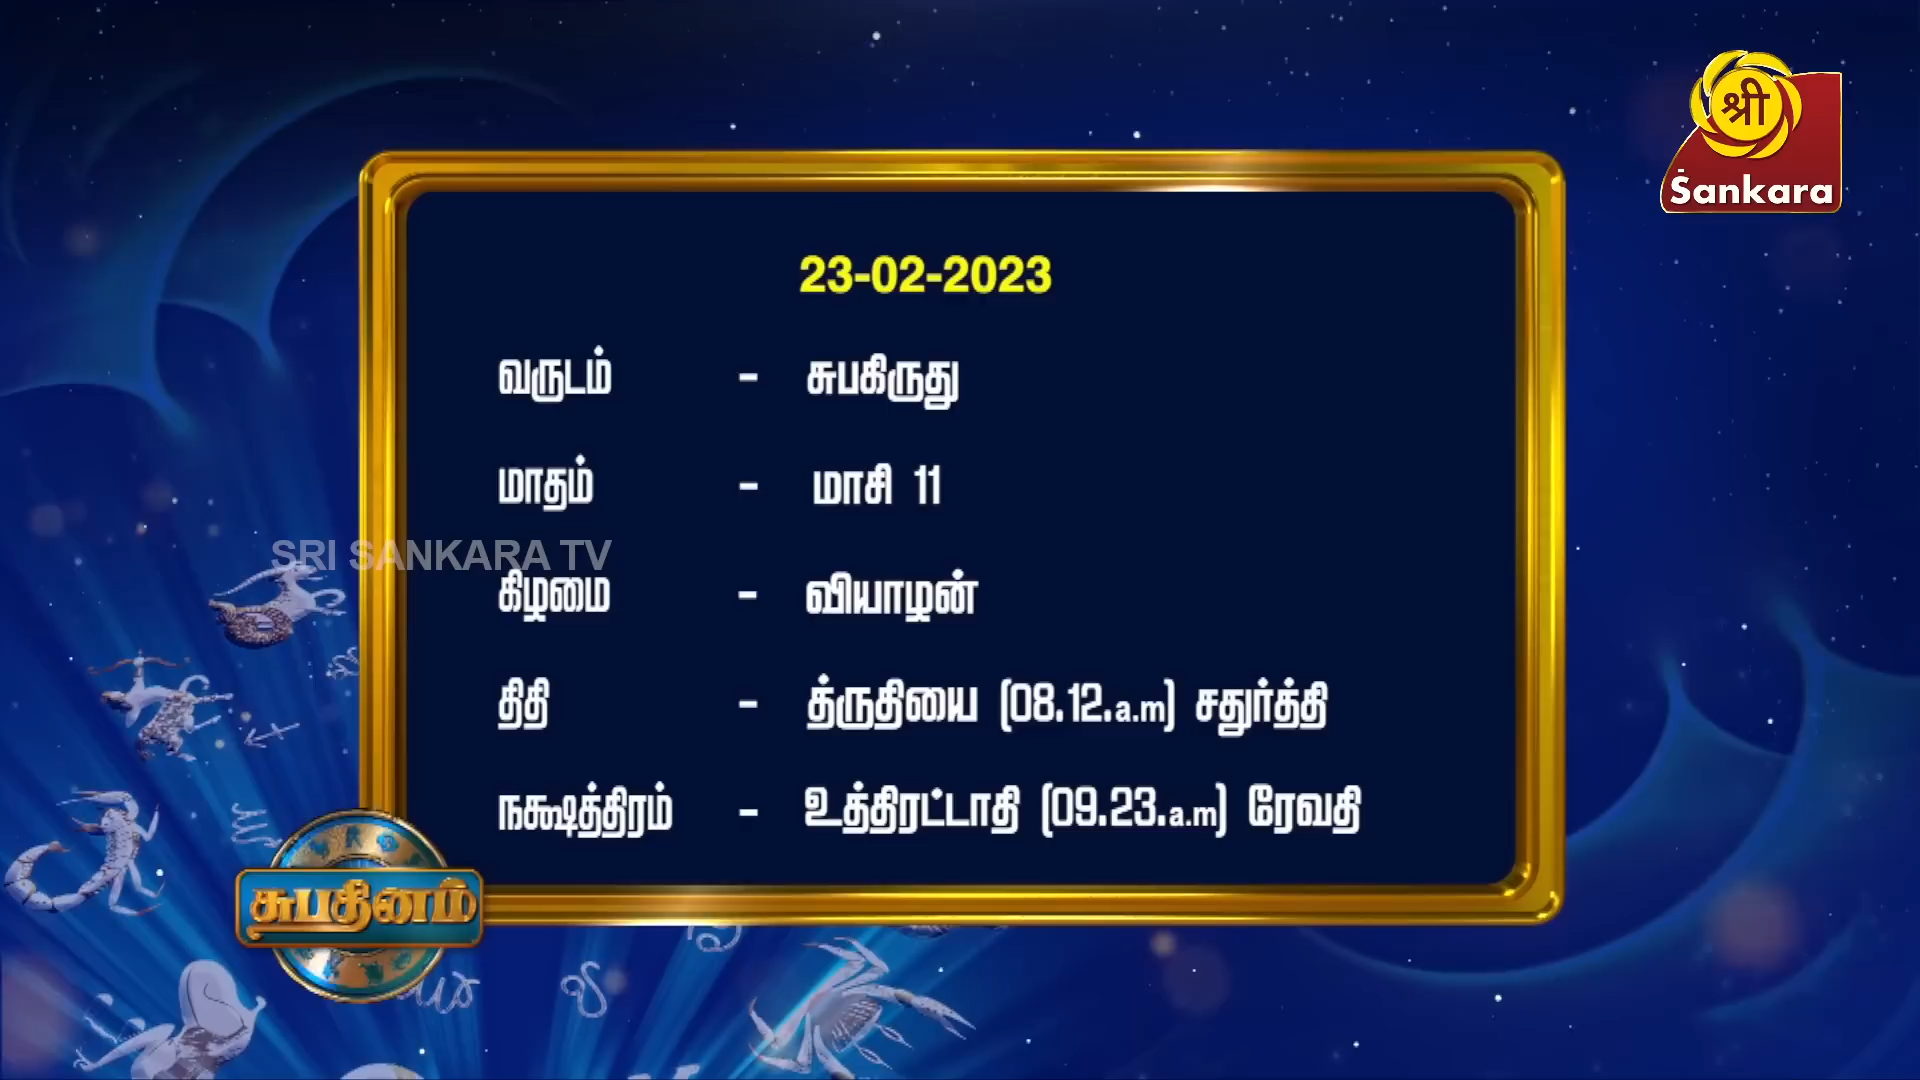 श्री
Sankara
23-02-2023
வருடம் - சுபகிருது
மாதம் - மாசி 11
SRI SANKARA TV
கிழமை - வியாழன்
திதி - த்ருதியை (08.12.a.m) சதுர்த்தி
நக்ஷத்திரம் - உத்திரட்டாதி (09.23.a.m) ரேவதி
சுபதினம்